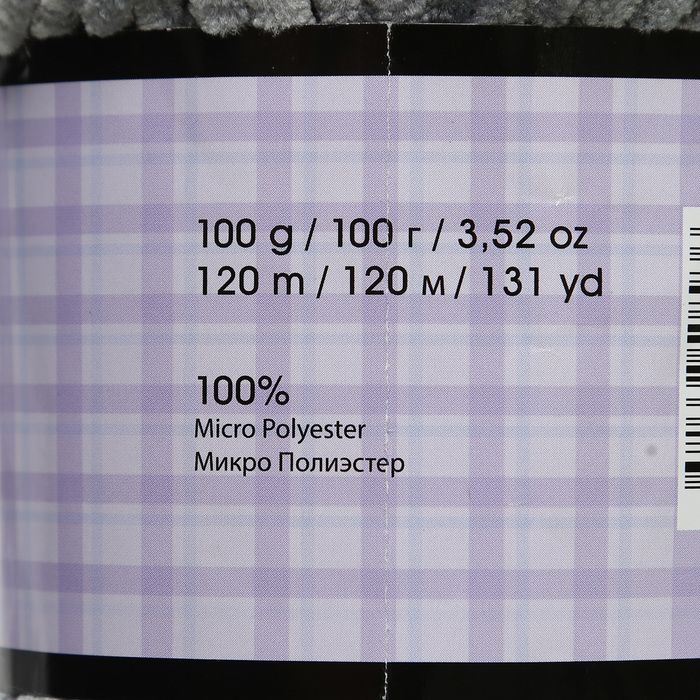 100 g / 100 г / 3,52 oz
120 m / 120 м / 131 yd
100%
Micro Polyester
Микро Полиэстер